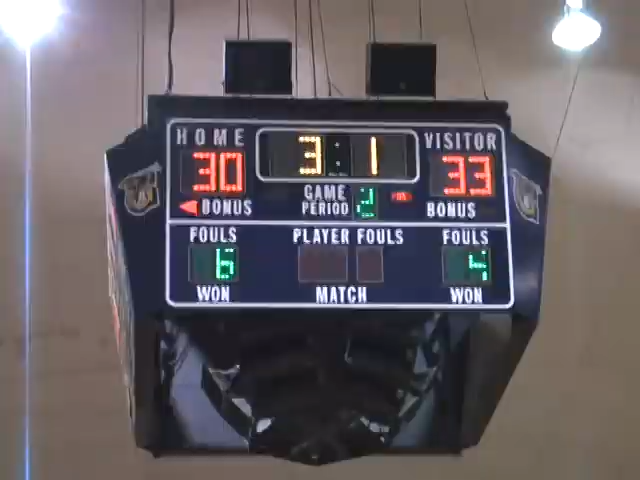 HOME 3:1 VISITOR
30 33
GAME
BONUS PERIOD 2 BONUS
FOULS PLAYER FOULS FOULS
6 4
WON MATCH WON